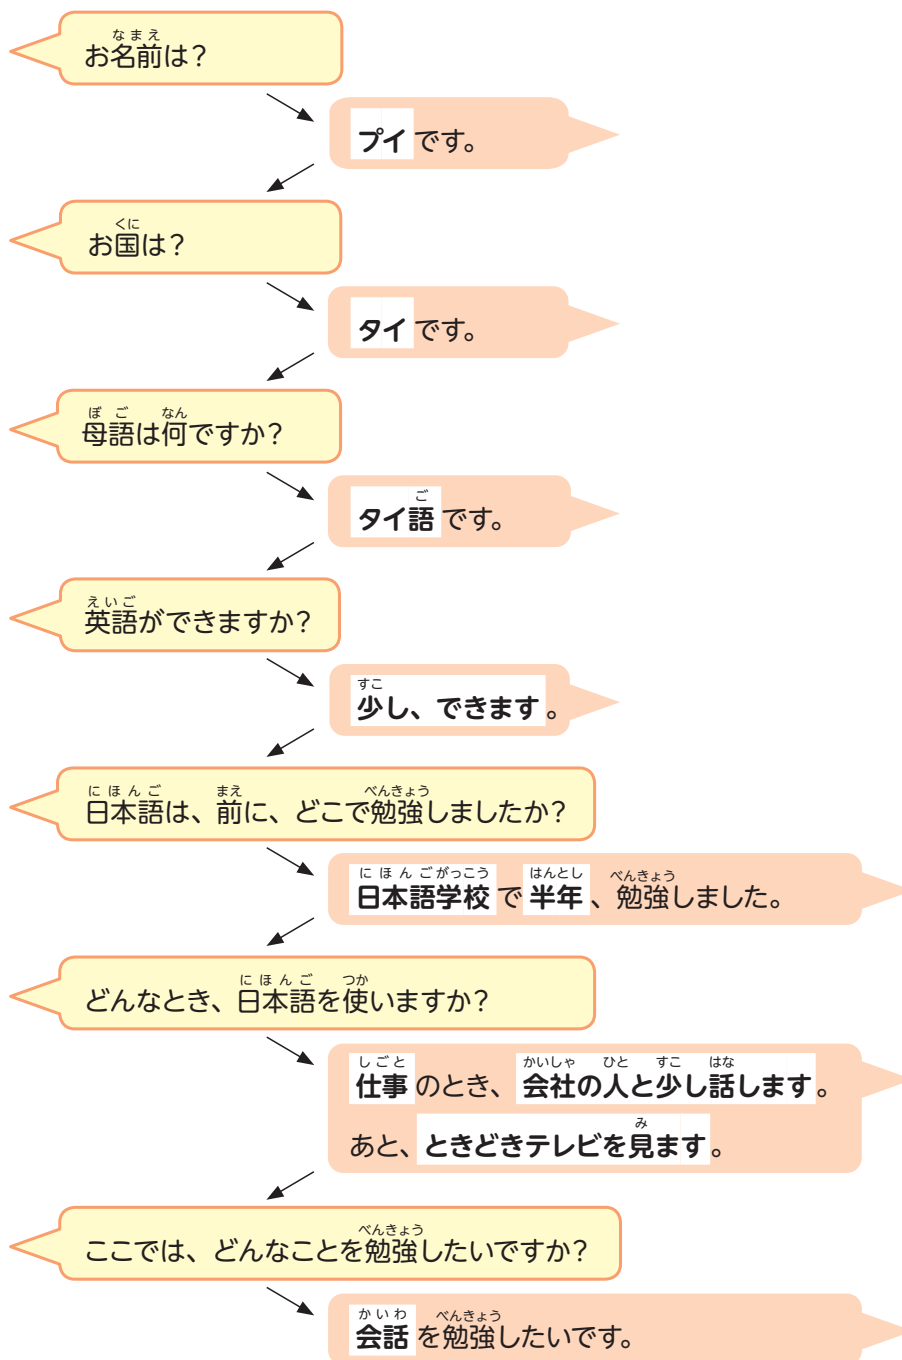 お名前は？
プイです。
お国は？
タイです。
母語は何ですか？
タイ語です。
英語ができますか？
少し、できます。
日本語は、前に、どこで勉強しましたか？
日本語学校で半年、勉強しました。
どんなとき、日本語を使いますか？
仕事のとき、会社の人と少し話します。
あと、ときどきテレビを見ます。
ここでは、どんなことを勉強したいですか？
会話を勉強したいです。